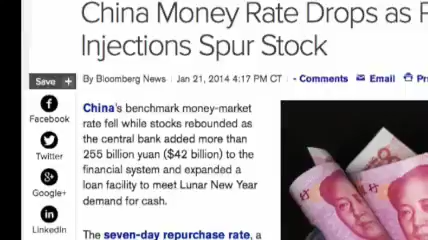 China Money Rate Drops as
Injections Spur Stock
Save +
By Bloomberg News | Jan 21, 2014 4:17 PM CT | • Comments Email
Facebook
Twitter
Google+
LinkedIn
China's benchmark money-market
rate fell while stocks rebounded as
the central bank added more than
255 billion yuan ($42 billion) to the
financial system and expanded a
loan facility to meet Lunar New Year
demand for cash.
The seven-day repurchase rate, a